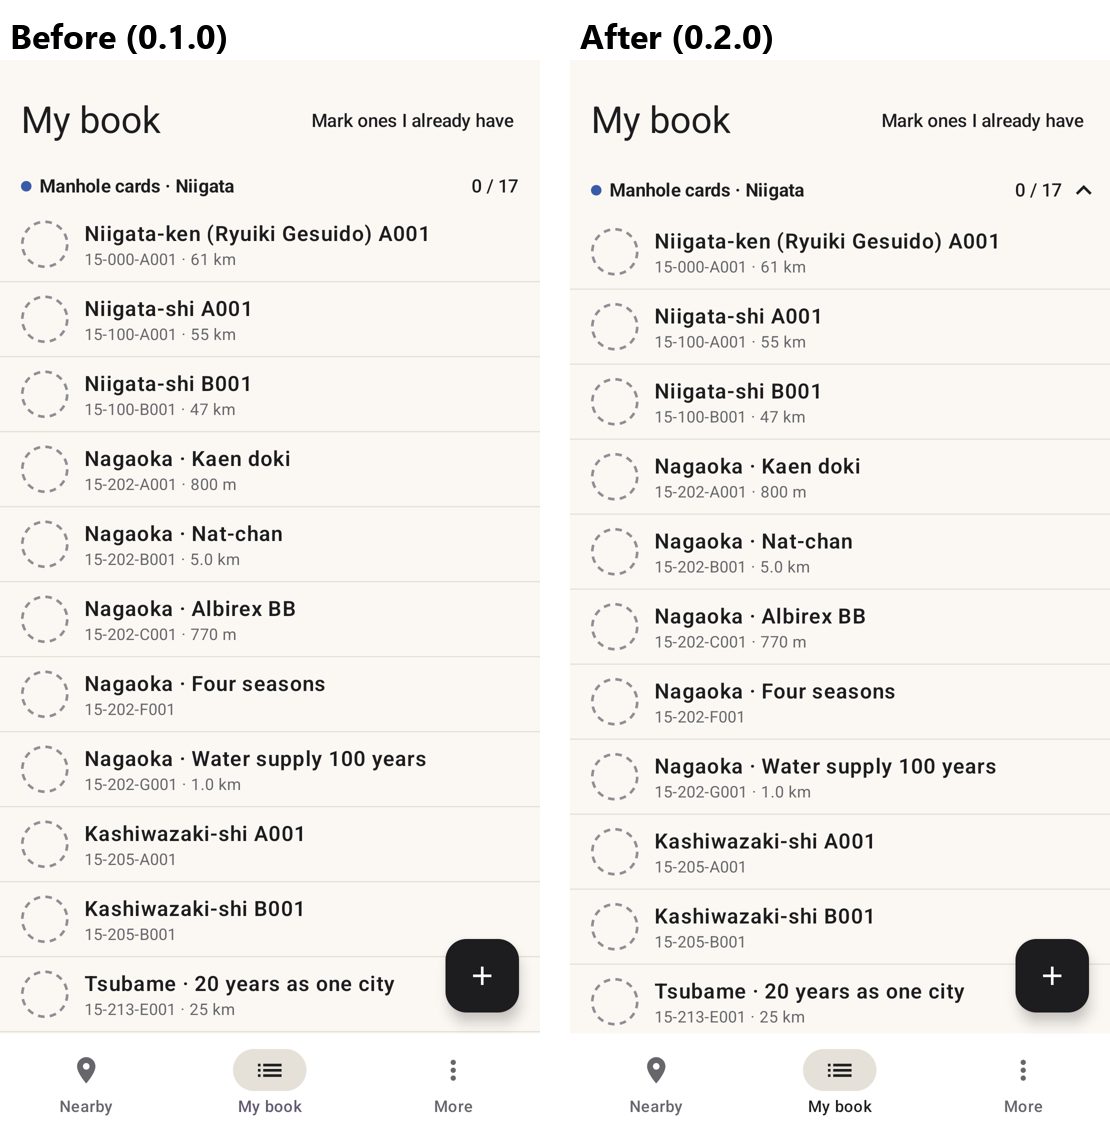 Before (0.1.0)
My book
Mark ones I already have
Manhole cards · Niigata
0 / 17
Niigata-ken (Ryuiki Gesuido) A001
15-000-A001 · 61 km
Niigata-shi A001
15-100-A001 · 55 km
Niigata-shi B001
15-100-B001 · 47 km
Nagaoka · Kaen doki
15-202-A001 · 800 m
Nagaoka · Nat-chan
15-202-B001 · 5.0 km
Nagaoka · Albirex BB
15-202-C001 · 770 m
Nagaoka · Four seasons
15-202-F001
Nagaoka · Water supply 100 years
15-202-G001 · 1.0 km
Kashiwazaki-shi A001
15-205-A001
Kashiwazaki-shi B001
15-205-B001
Tsubame · 20 years as one city
15-213-E001 · 25 km
Nearby
My book
More
After (0.2.0)
My book
Mark ones I already have
Manhole cards · Niigata
0 / 17
Niigata-ken (Ryuiki Gesuido) A001
15-000-A001 · 61 km
Niigata-shi A001
15-100-A001 · 55 km
Niigata-shi B001
15-100-B001 · 47 km
Nagaoka · Kaen doki
15-202-A001 · 800 m
Nagaoka · Nat-chan
15-202-B001 · 5.0 km
Nagaoka · Albirex BB
15-202-C001 · 770 m
Nagaoka · Four seasons
15-202-F001
Nagaoka · Water supply 100 years
15-202-G001 · 1.0 km
Kashiwazaki-shi A001
15-205-A001
Kashiwazaki-shi B001
15-205-B001
Tsubame · 20 years as one city
15-213-E001 · 25 km
Nearby
My book
More